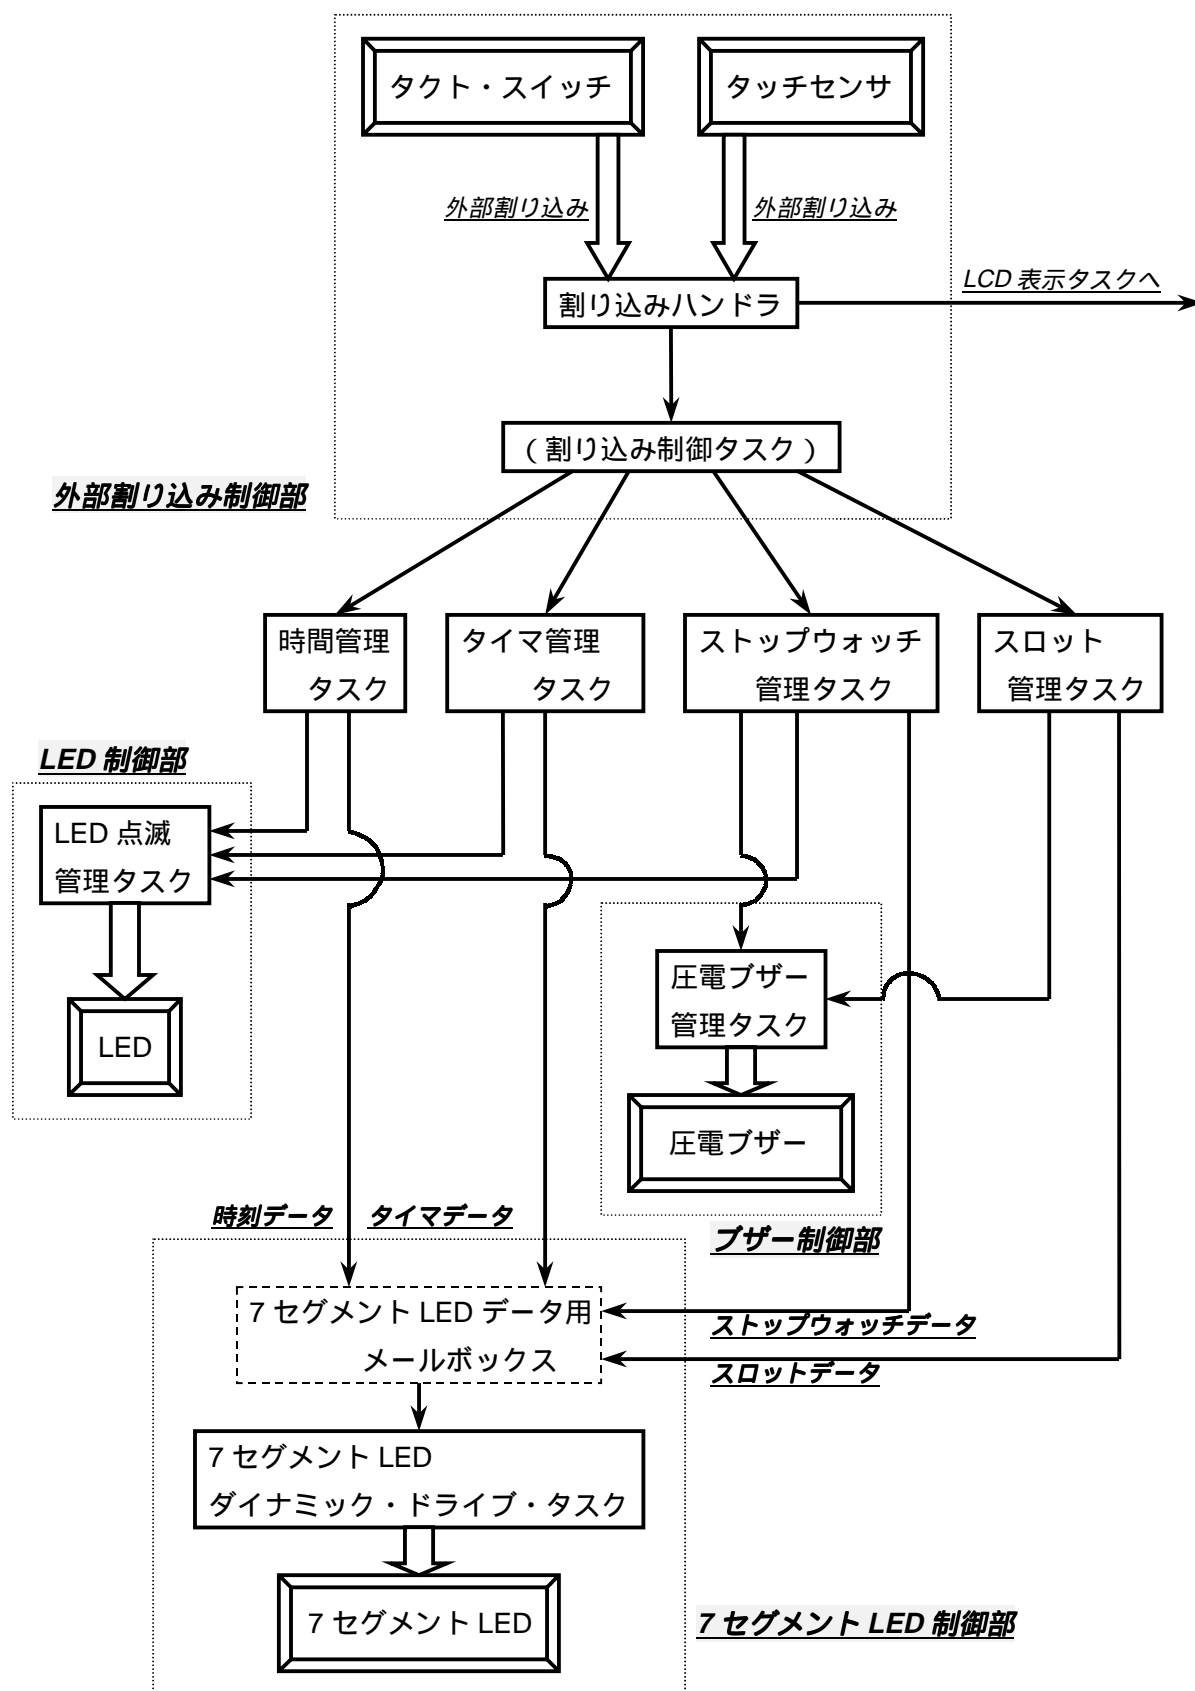 タクト・スイッチ
タッチセンサ
外部割り込み
外部割り込み
LCD 表示タスクへ
割り込みハンドラ
（割り込み制御タスク）
外部割り込み制御部
時間管理
タスク
タイマ管理
タスク
ストップウォッチ
管理タスク
スロット
管理タスク
LED 制御部
LED 点滅
管理タスク
LED
圧電ブザー
管理タスク
圧電ブザー
ブザー制御部
時刻データ
タイマデータ
7 セグメント LED データ用
メールボックス
ストップウォッチデータ
スロットデータ
7 セグメント LED
ダイナミック・ドライブ・タスク
7 セグメント LED
7 セグメント LED 制御部